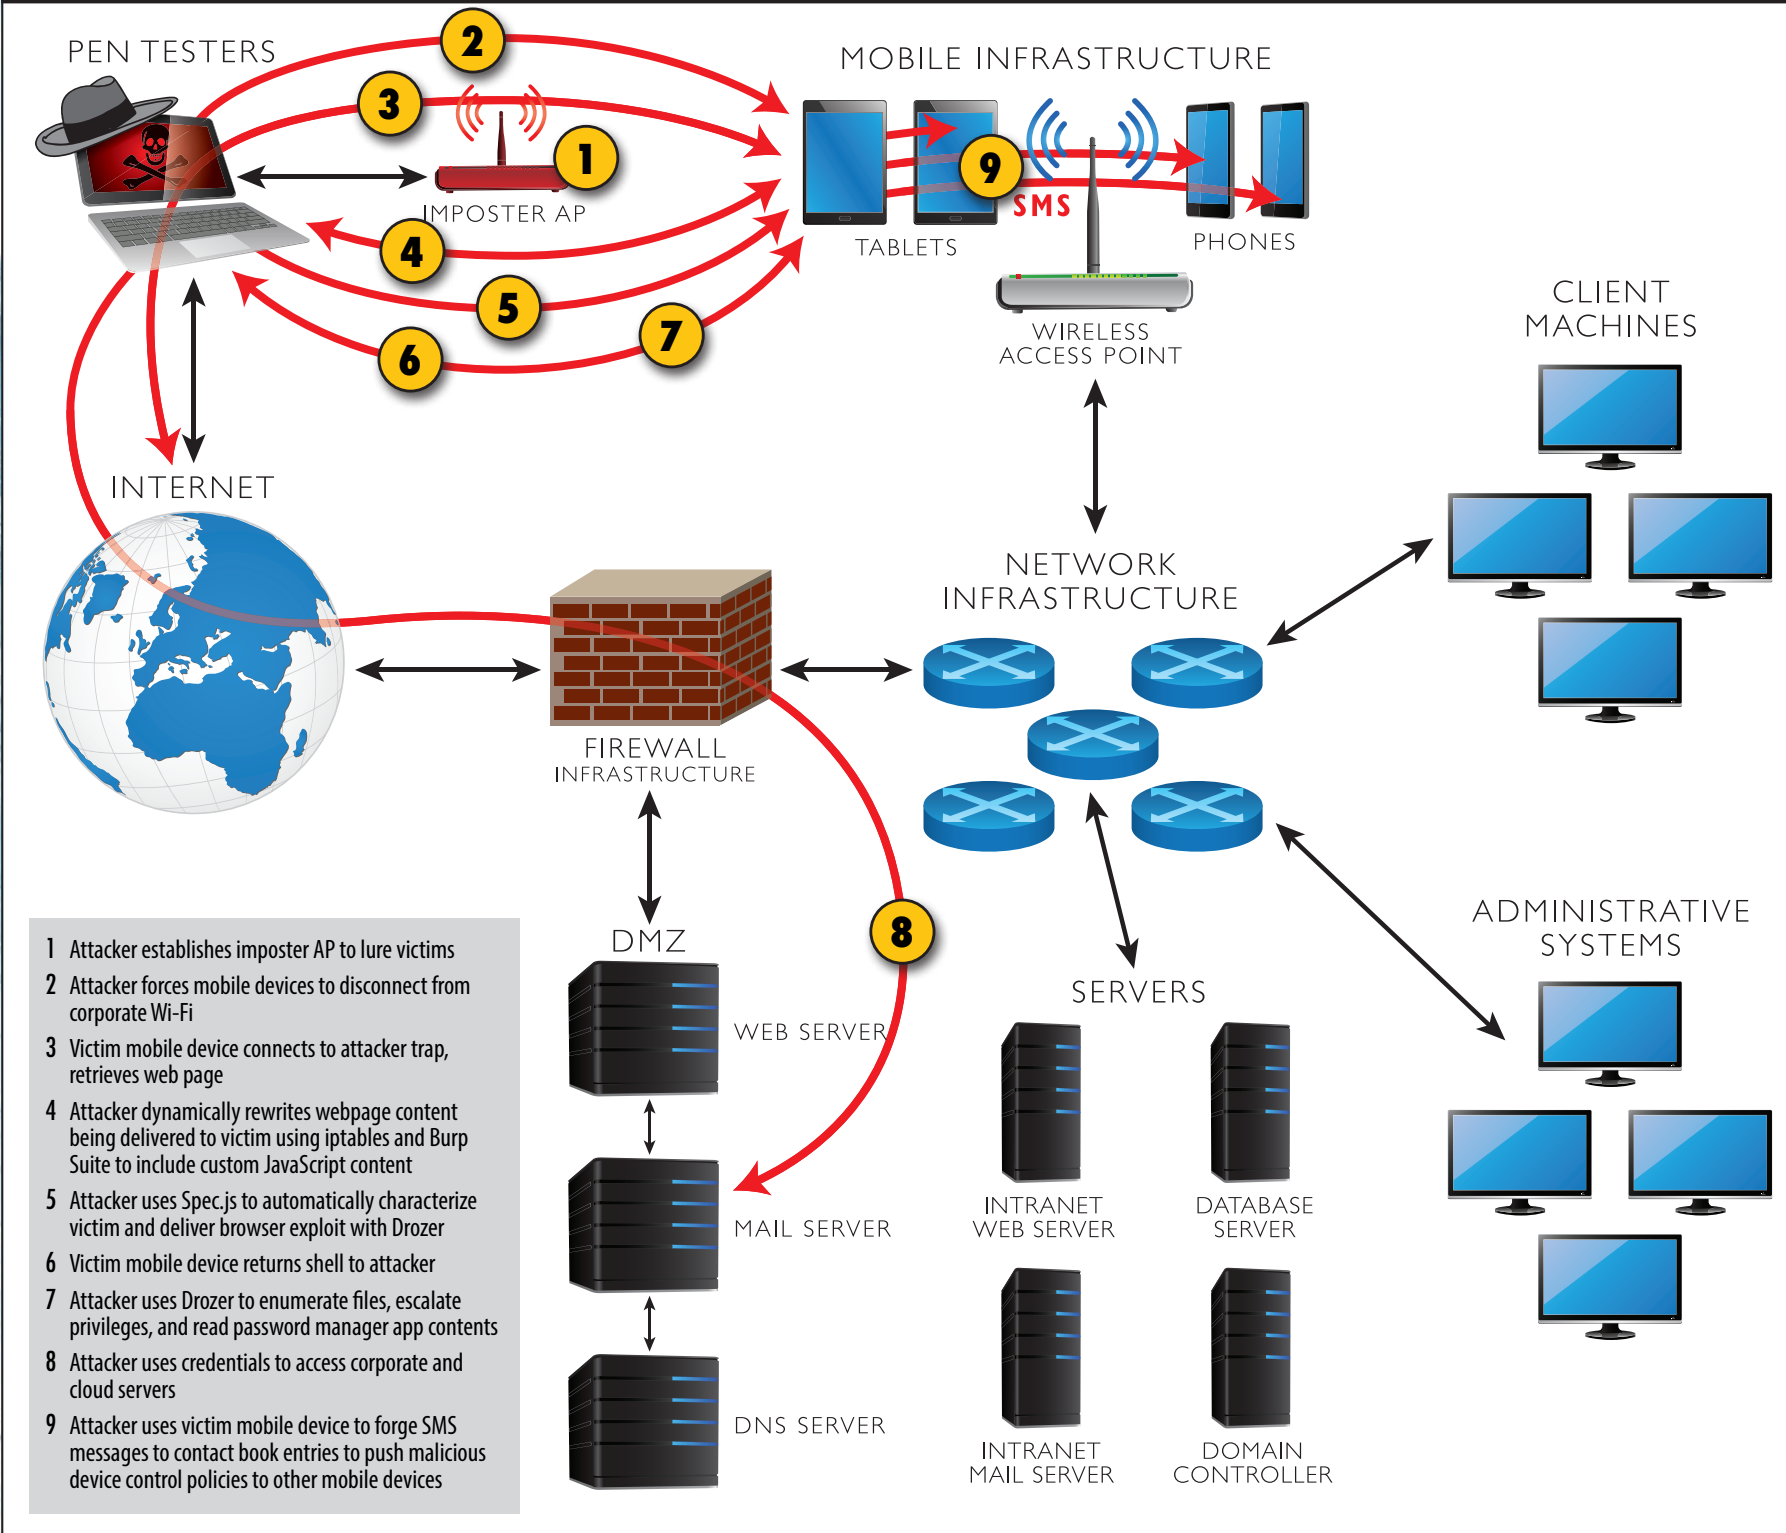 PEN TESTERS
2
MOBILE INFRASTRUCTURE
3
1
9
IMPOSTER AP
SMS
4
TABLETS
PHONES
5
7
6
WIRELESS
ACCESS POINT
CLIENT
MACHINES
INTERNET
NETWORK
INFRASTRUCTURE
FIREWALL
INFRASTRUCTURE
8
DMZ
WEB SERVER
MAIL SERVER
DNS SERVER
SERVERS
INTRANET
WEB SERVER
DATABASE
SERVER
INTRANET
MAIL SERVER
DOMAIN
CONTROLLER
ADMINISTRATIVE
SYSTEMS
1 Attacker establishes imposter AP to lure victims
2 Attacker forces mobile devices to disconnect from
corporate Wi-Fi
3 Victim mobile device connects to attacker trap,
retrieves web page
4 Attacker dynamically rewrites webpage content
being delivered to victim using iptables and Burp
Suite to include custom JavaScript content
5 Attacker uses Spec.js to automatically characterize
victim and deliver browser exploit with Drozer
6 Victim mobile device returns shell to attacker
7 Attacker uses Drozer to enumerate files, escalate
privileges, and read password manager app contents
8 Attacker uses credentials to access corporate and
cloud servers
9 Attacker uses victim mobile device to forge SMS
messages to contact book entries to push malicious
device control policies to other mobile devices